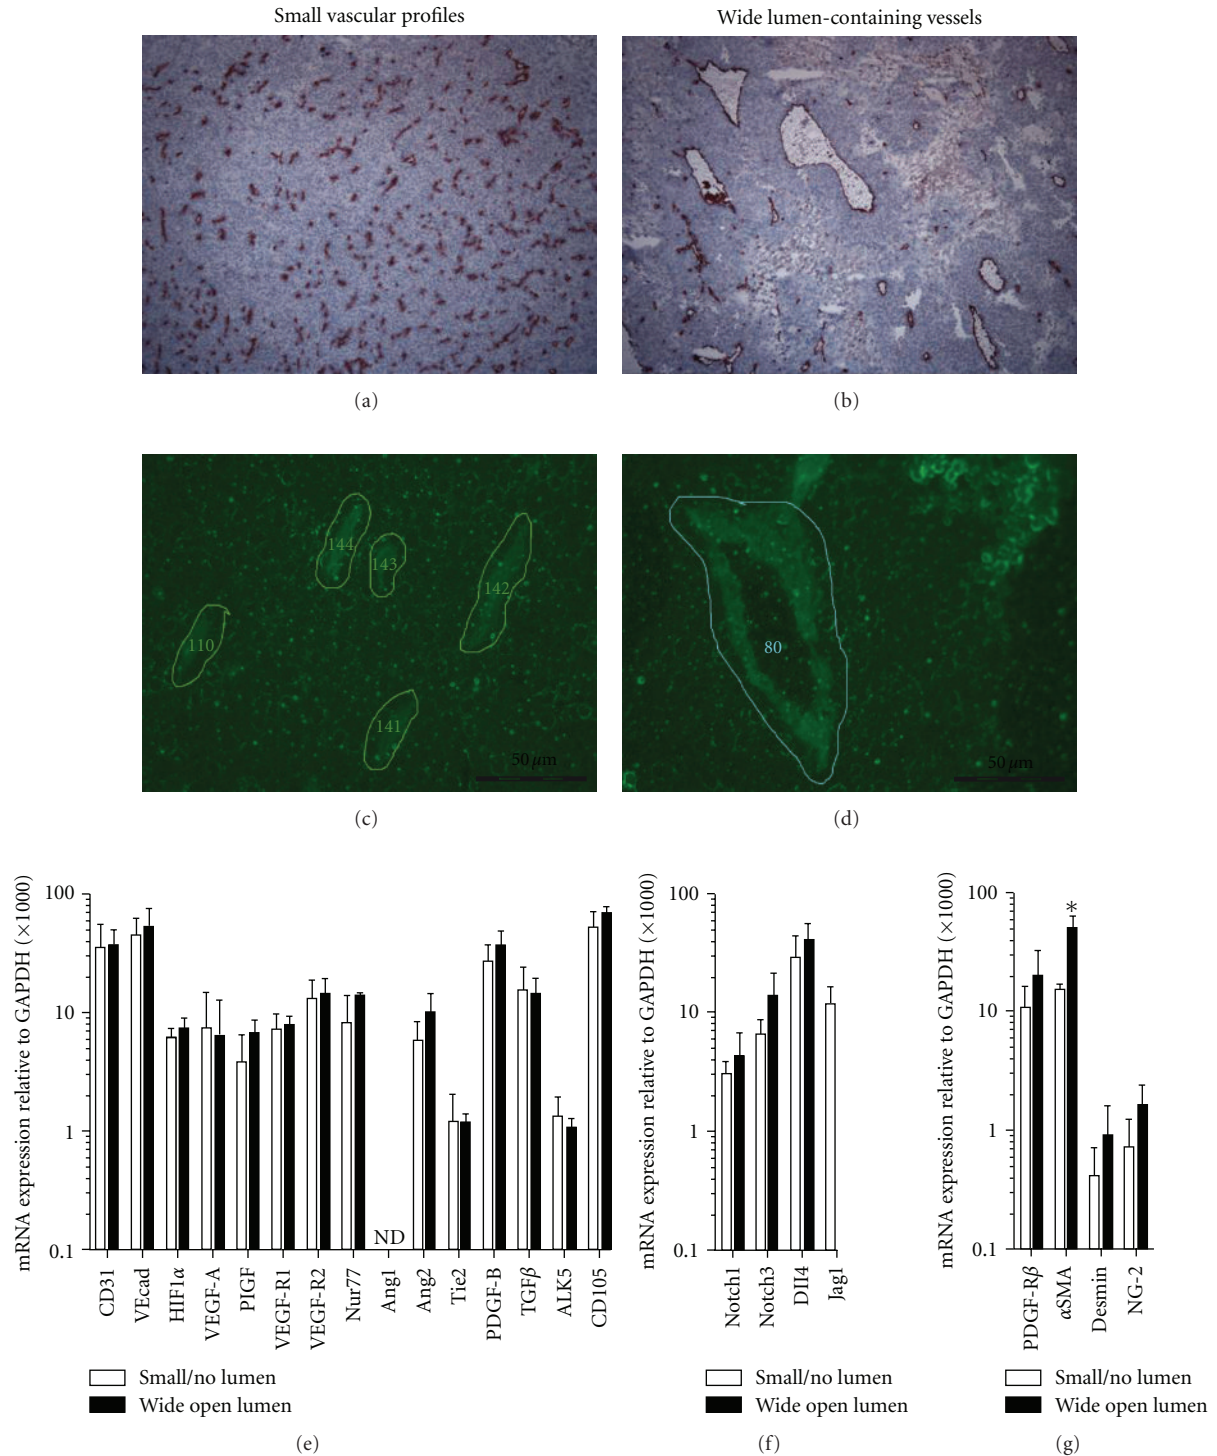 Small vascular profiles
Wide lumen-containing vessels
(a)
(b)
144
143
142
110
141
50 µm
80
50 µm
(c)
(d)
mRNA expression relative to GAPDH (×1000)
100
10
1
0.1
ND
CD31
VEcad
HIF1α
VEGF-A
PIGF
VEGF-R1
VEGF-R2
Nur77
Ang1
Ang2
Tie2
PDGF-B
TGFβ
ALK5
CD105
Small/no lumen
Wide open lumen
(e)
mRNA expression relative to GAPDH (×1000)
100
10
1
0.1
Notch1
Notch3
DII4
Jag1
Small/no lumen
Wide open lumen
(f)
mRNA expression relative to GAPDH (×1000)
100
10
1
0.1
*
PDGF-Rβ
αSMA
Desmin
NG-2
Small/no lumen
Wide open lumen
(g)